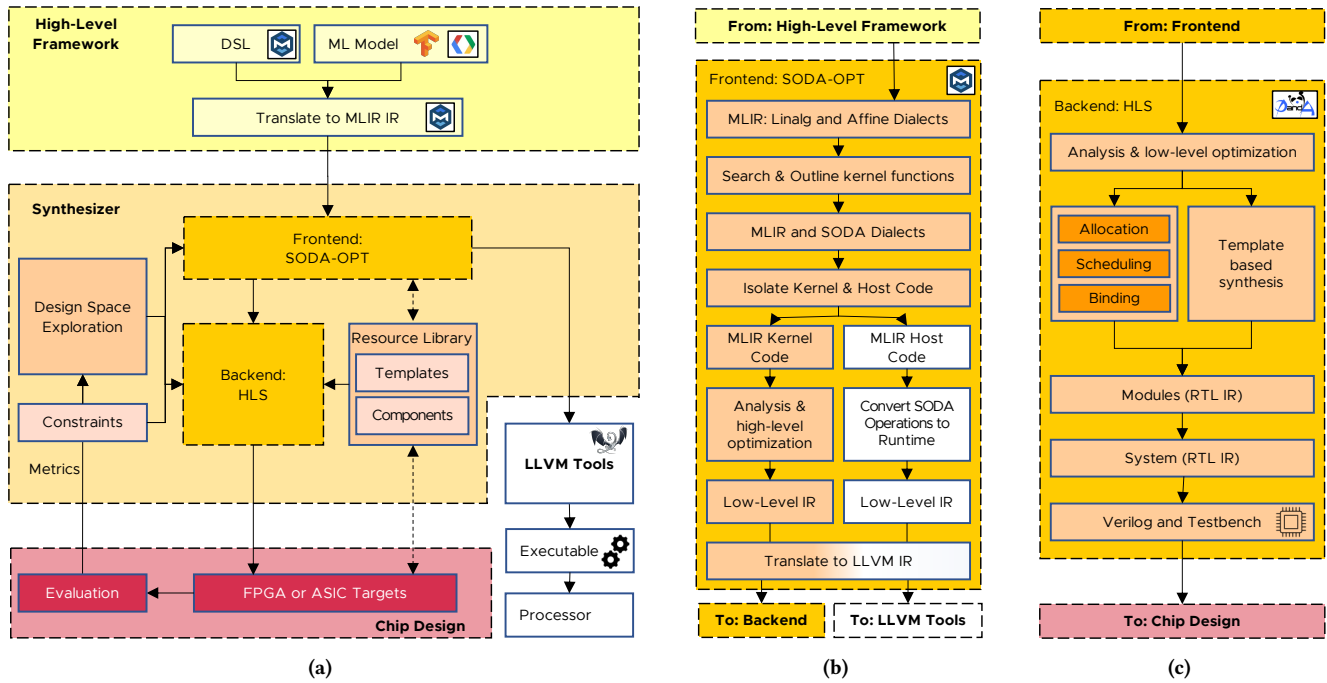 High-Level
Framework
DSL
ML Model
Translate to MLIR IR
Synthesizer
Frontend:
SODA-OPT
Design Space
Exploration
Backend:
HLS
Resource Library
Templates
Components
Constraints
Metrics
LLVM Tools
Executable
Processor
Evaluation
FPGA or ASIC Targets
Chip Design
(a)
From: High-Level Framework
Frontend: SODA-OPT
MLIR: Linalg and Affine Dialects
Search & Outline kernel functions
MLIR and SODA Dialects
Isolate Kernel & Host Code
MLIR Kernel
Code
MLIR Host
Code
Analysis &
high-level
optimization
Convert SODA
Operations to
Runtime
Low-Level IR
Low-Level IR
Translate to LLVM IR
To: Backend
To: LLVM Tools
(b)
From: Frontend
Backend: HLS
PandA
Analysis & low-level optimization
Allocation
Scheduling
Binding
Template
based
synthesis
Modules (RTL IR)
System (RTL IR)
Verilog and Testbench
To: Chip Design
(c)